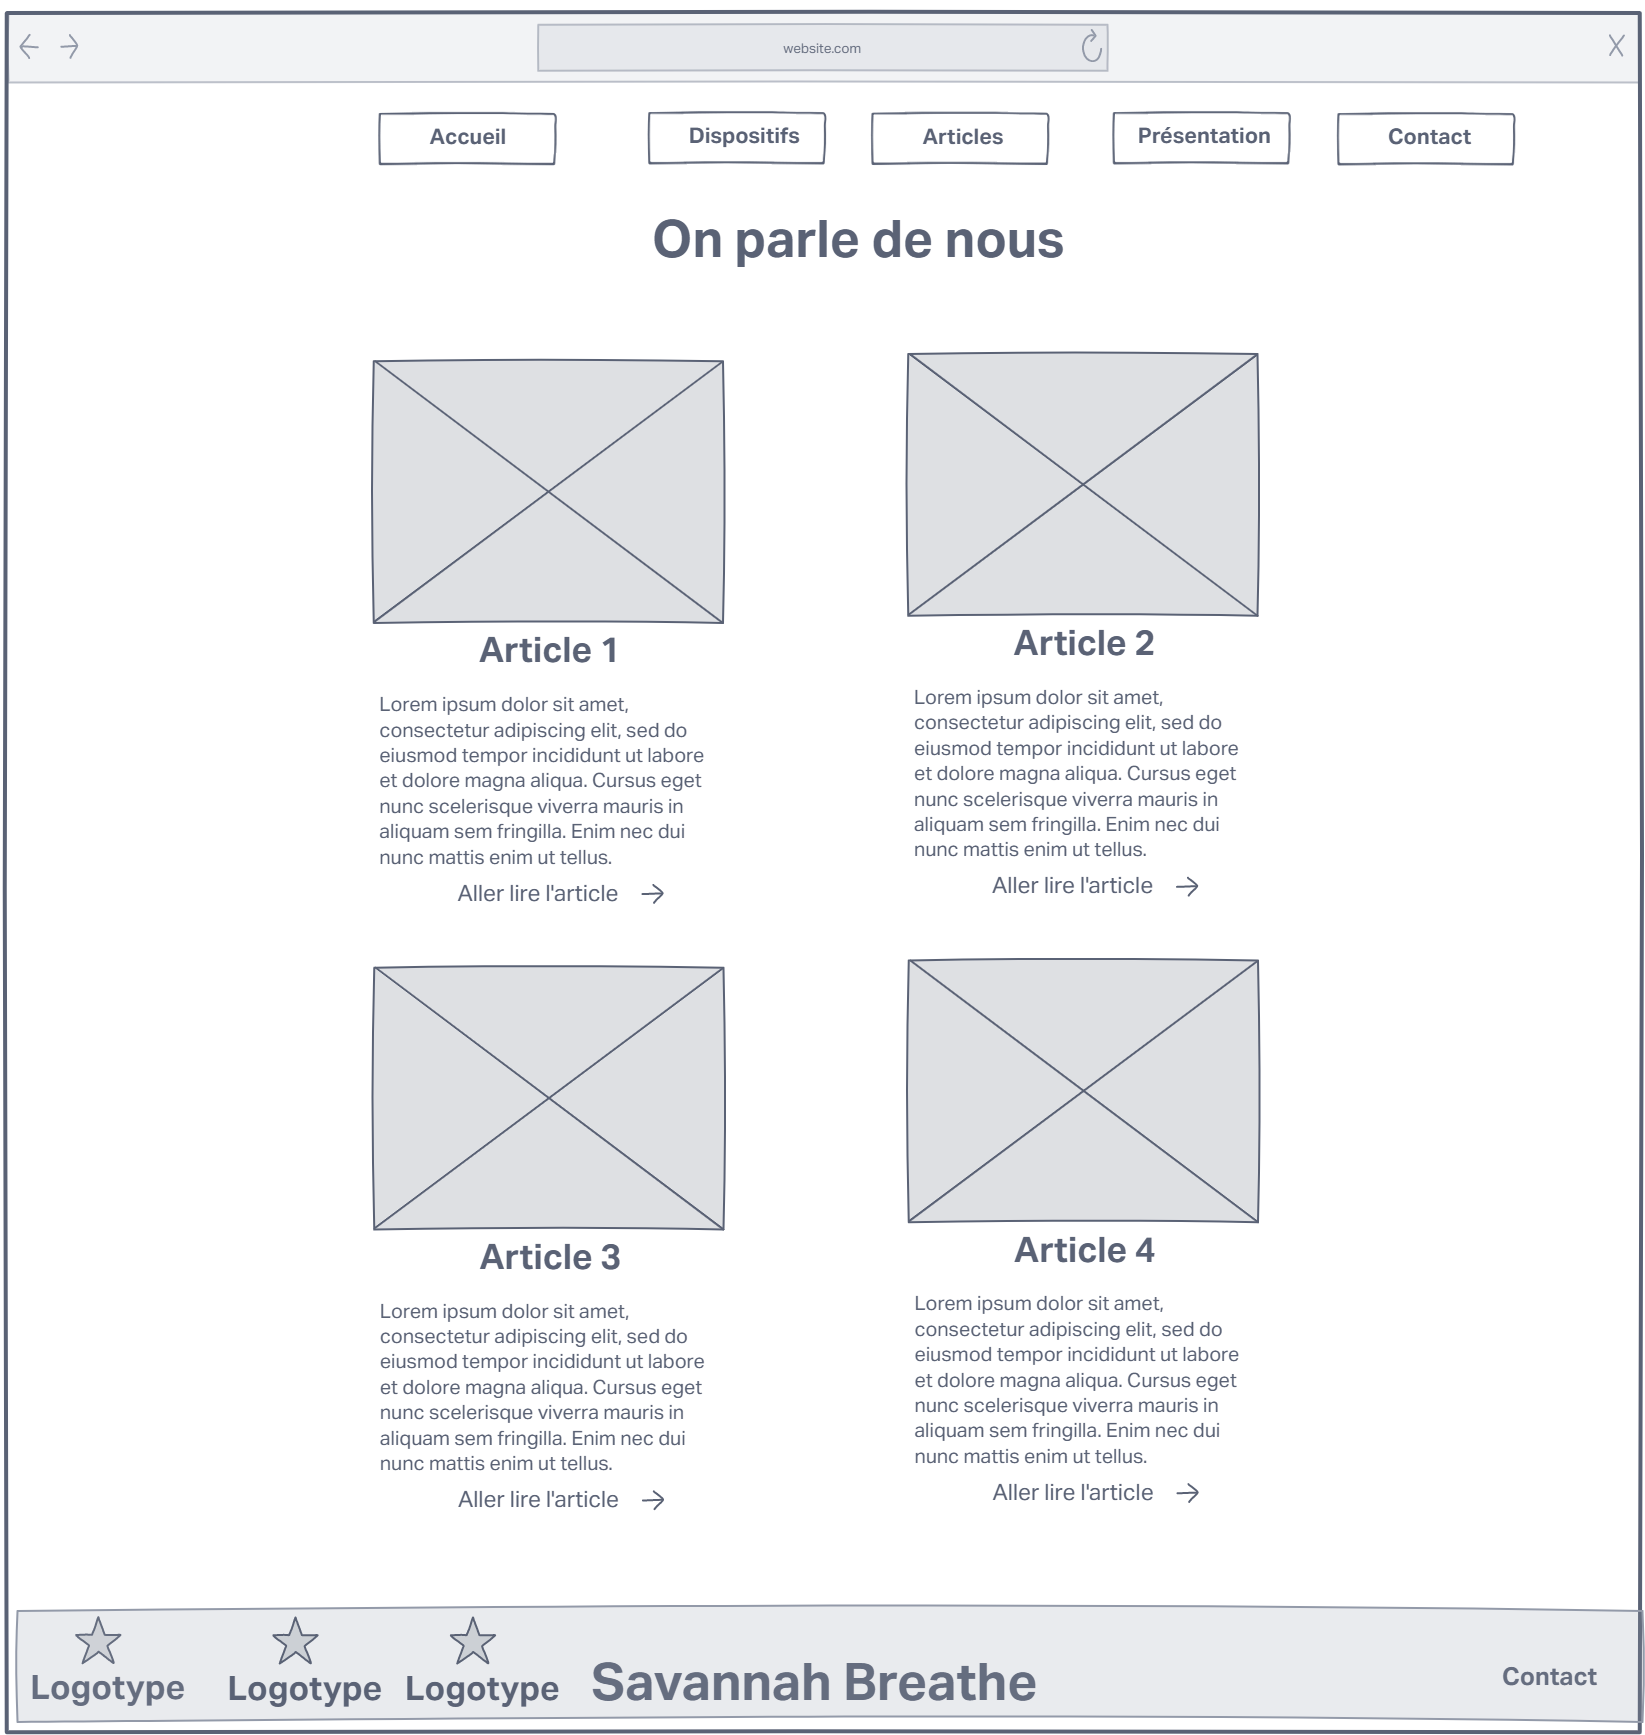 website.com
Accueil
Dispositifs
Articles
Présentation
Contact
On parle de nous
Article 1
Lorem ipsum dolor sit amet,
consectetur adipiscing elit, sed do
eiusmod tempor incididunt ut labore
et dolore magna aliqua. Cursus eget
nunc scelerisque viverra mauris in
aliquam sem fringilla. Enim nec dui
nunc mattis enim ut tellus.
Aller lire l'article
Article 2
Lorem ipsum dolor sit amet,
consectetur adipiscing elit, sed do
eiusmod tempor incididunt ut labore
et dolore magna aliqua. Cursus eget
nunc scelerisque viverra mauris in
aliquam sem fringilla. Enim nec dui
nunc mattis enim ut tellus.
Aller lire l'article
Article 3
Lorem ipsum dolor sit amet,
consectetur adipiscing elit, sed do
eiusmod tempor incididunt ut labore
et dolore magna aliqua. Cursus eget
nunc scelerisque viverra mauris in
aliquam sem fringilla. Enim nec dui
nunc mattis enim ut tellus.
Aller lire l'article
Article 4
Lorem ipsum dolor sit amet,
consectetur adipiscing elit, sed do
eiusmod tempor incididunt ut labore
et dolore magna aliqua. Cursus eget
nunc scelerisque viverra mauris in
aliquam sem fringilla. Enim nec dui
nunc mattis enim ut tellus.
Aller lire l'article
Logotype
Logotype
Logotype
Savannah Breathe
Contact